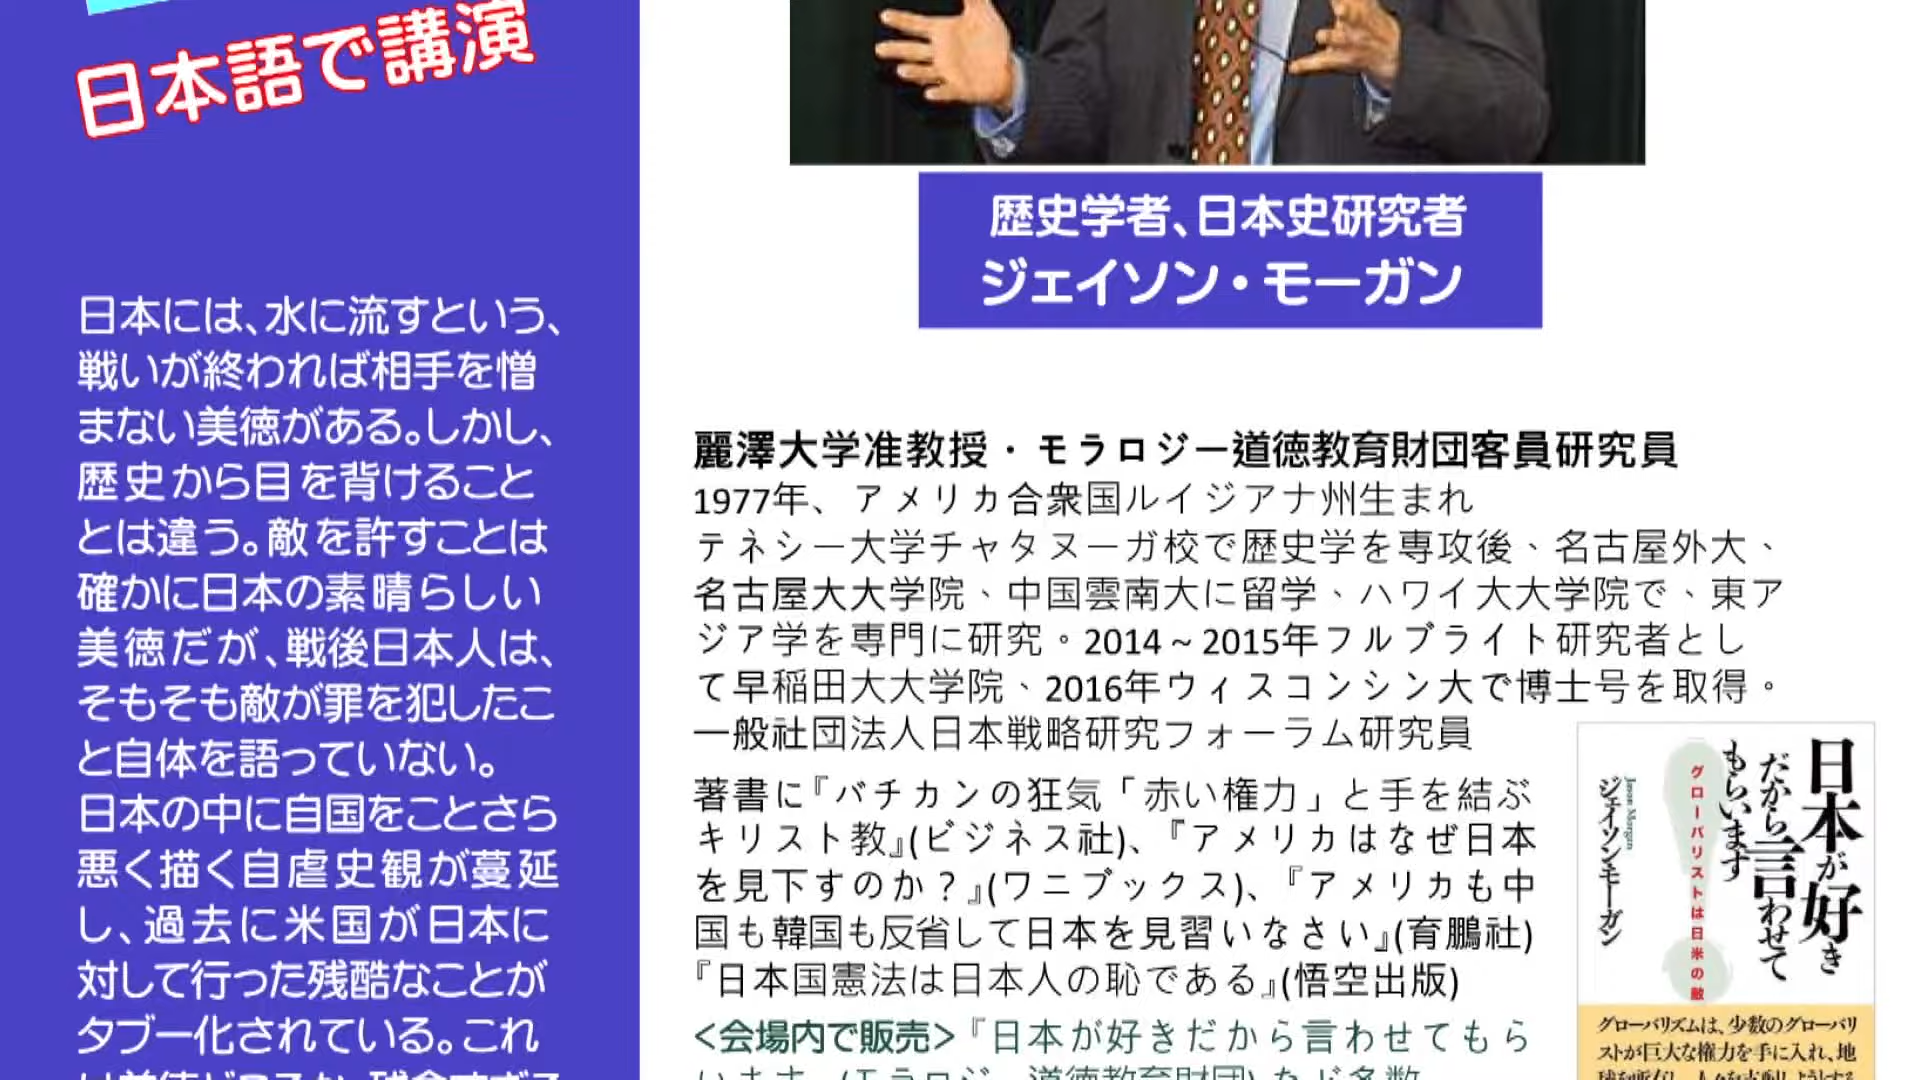 日本語で講演
日本には、水に流すという、
戦いが終われば相手を憎
まない美徳がある。しかし、
歴史から目を背けること
とは違う。敵を許すことは
確かに日本の素晴らしい
美徳だが、戦後日本人は、
そもそも敵が罪を犯したこ
と自体を語っていない。
日本の中に自国をことさら
悪く描く自虐史観が蔓延
し、過去に米国が日本に
対して行った残酷なことが
タブー化されている。これ
歴史学者、日本史研究者
ジェイソン・モーガン
麗澤大学准教授・モラロジー道徳教育財団客員研究員
1977年、アメリカ合衆国ルイジアナ州生まれ
テネシー大学チャタヌーガ校で歴史学を専攻後、名古屋外大、
名古屋大大学院、中国雲南大に留学、ハワイ大大学院で、東ア
ジア学を専門に研究。2014～2015年フルブライト研究者とし
て早稲田大大学院、2016年ウィスコンシン大で博士号を取得。
一般社団法人日本戦略研究フォーラム研究員
著書に『バチカンの狂気「赤い権力」と手を結ぶ
キリスト教』(ビジネス社)、『アメリカはなぜ日本
を見下すのか？』(ワニブックス)、『アメリカも中
国も韓国も反省して日本を見習いなさい』(育鵬社)
『日本国憲法は日本人の恥である』(悟空出版)
<会場内で販売>『日本が好きだから言わせてもら
います』(モラロジー道徳教育財団)など多数
日本が好き
だから言わせて
もらいます
グローバリストは日米の敵
Jason Morgan
ジェイソン・モーガン
グローバリズムは、少数のグローバリ
ストが巨大な権力を手に入れ、地